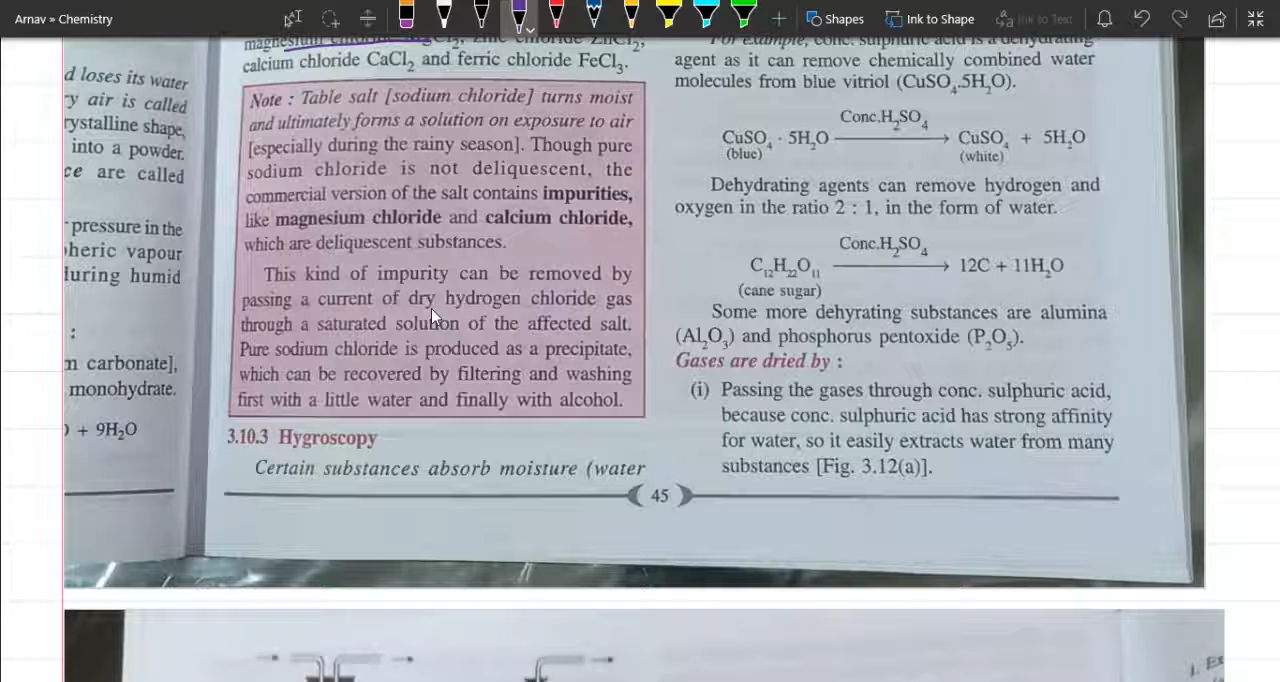 Arnav » Chemistry
Shapes
Ink to Shape
Ink to Text
magnesium chloride MgCl₂, zinc chloride ZnCl₂,
calcium chloride CaCl₂ and ferric chloride FeCl₃.
Note : Table salt [sodium chloride] turns moist
and ultimately forms a solution on exposure to air
[especially during the rainy season]. Though pure
sodium chloride is not deliquescent, the
commercial version of the salt contains impurities,
like magnesium chloride and calcium chloride,
which are deliquescent substances.
This kind of impurity can be removed by
passing a current of dry hydrogen chloride gas
through a saturated solution of the affected salt.
Pure sodium chloride is produced as a precipitate,
which can be recovered by filtering and washing
first with a little water and finally with alcohol.
3.10.3 Hygroscopy
Certain substances absorb moisture (water
d loses its water
y air is called
rystalline shape,
into a powder.
ce are called
pressure in the
heric vapour
during humid
:
m carbonate],
monohydrate.
) + 9H₂O
For example, conc. sulphuric acid is a dehydrating
agent as it can remove chemically combined water
molecules from blue vitriol (CuSO₄.5H₂O).
Conc.H₂SO₄
CuSO₄ · 5H₂O ⟶ CuSO₄ + 5H₂O
(blue) (white)
Dehydrating agents can remove hydrogen and
oxygen in the ratio 2 : 1, in the form of water.
Conc.H₂SO₄
C₁₂H₂₂O₁₁ ⟶ 12C + 11H₂O
(cane sugar)
Some more dehyrating substances are alumina
(Al₂O₃) and phosphorus pentoxide (P₂O₅).
Gases are dried by :
(i) Passing the gases through conc. sulphuric acid,
because conc. sulphuric acid has strong affinity
for water, so it easily extracts water from many
substances [Fig. 3.12(a)].
45
1. Ex